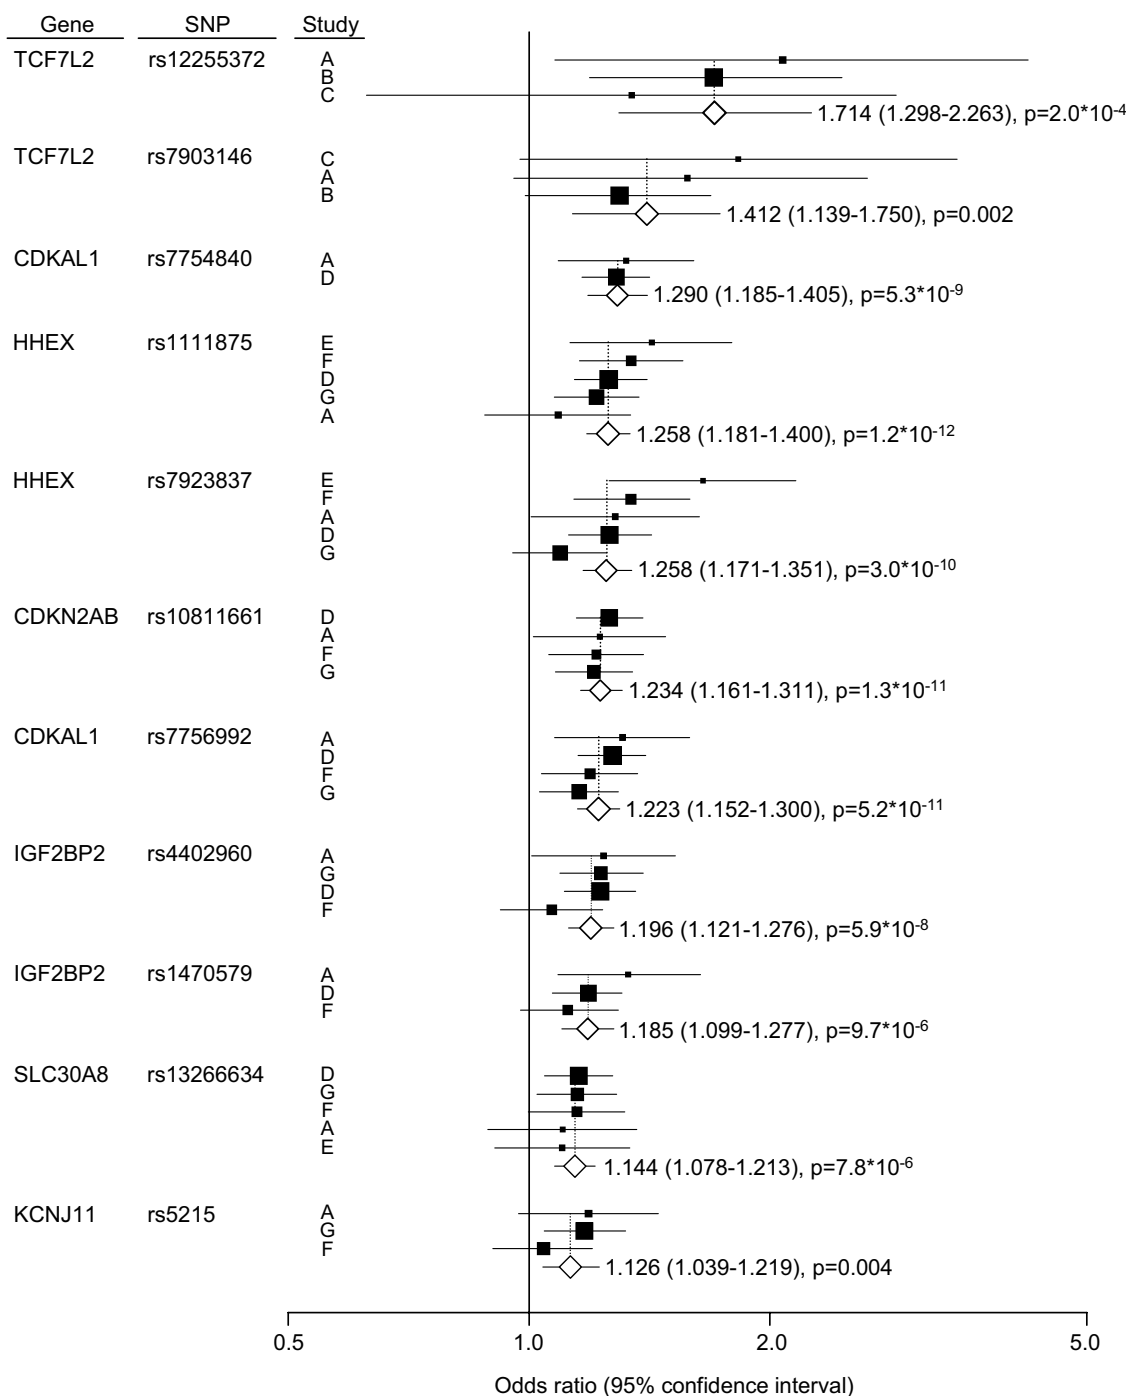 Gene SNP Study
TCF7L2 rs12255372 A
B
C
1.714 (1.298-2.263), p=2.0*10-4
TCF7L2 rs7903146 C
A
B
1.412 (1.139-1.750), p=0.002
CDKAL1 rs7754840 A
D
1.290 (1.185-1.405), p=5.3*10-9
HHEX rs1111875 E
F
D
G
A
1.258 (1.181-1.400), p=1.2*10-12
HHEX rs7923837 E
F
A
D
G
1.258 (1.171-1.351), p=3.0*10-10
CDKN2AB rs10811661 D
A
F
G
1.234 (1.161-1.311), p=1.3*10-11
CDKAL1 rs7756992 A
D
F
G
1.223 (1.152-1.300), p=5.2*10-11
IGF2BP2 rs4402960 A
G
D
F
1.196 (1.121-1.276), p=5.9*10-8
IGF2BP2 rs1470579 A
D
F
1.185 (1.099-1.277), p=9.7*10-6
SLC30A8 rs13266634 D
G
F
A
E
1.144 (1.078-1.213), p=7.8*10-6
KCNJ11 rs5215 A
G
F
1.126 (1.039-1.219), p=0.004
0.5 1.0 2.0 5.0
Odds ratio (95% confidence interval)